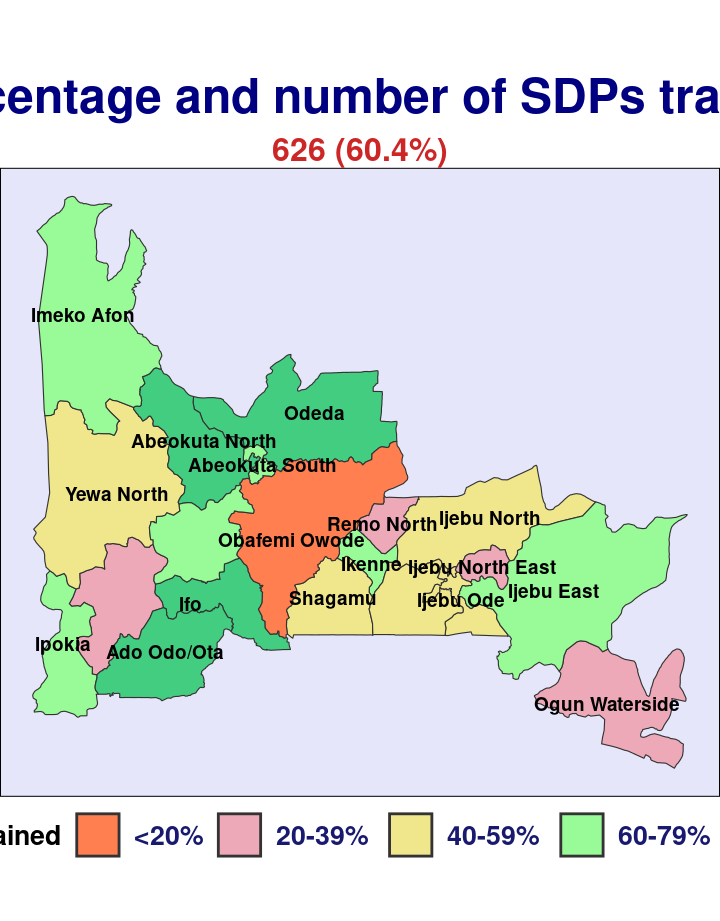 centage and number of SDPs tra
626 (60.4%)
Imeko Afon
Odeda
Abeokuta North
Abeokuta South
Yewa North
Ijebu North
Remo North
Obafemi Owode
Ikenne
Ijebu North East
Ijebu East
Shagamu
Ijebu Ode
Ifo
Ipokia
Ado Odo/Ota
Ogun Waterside
ained <20% 20-39% 40-59% 60-79%